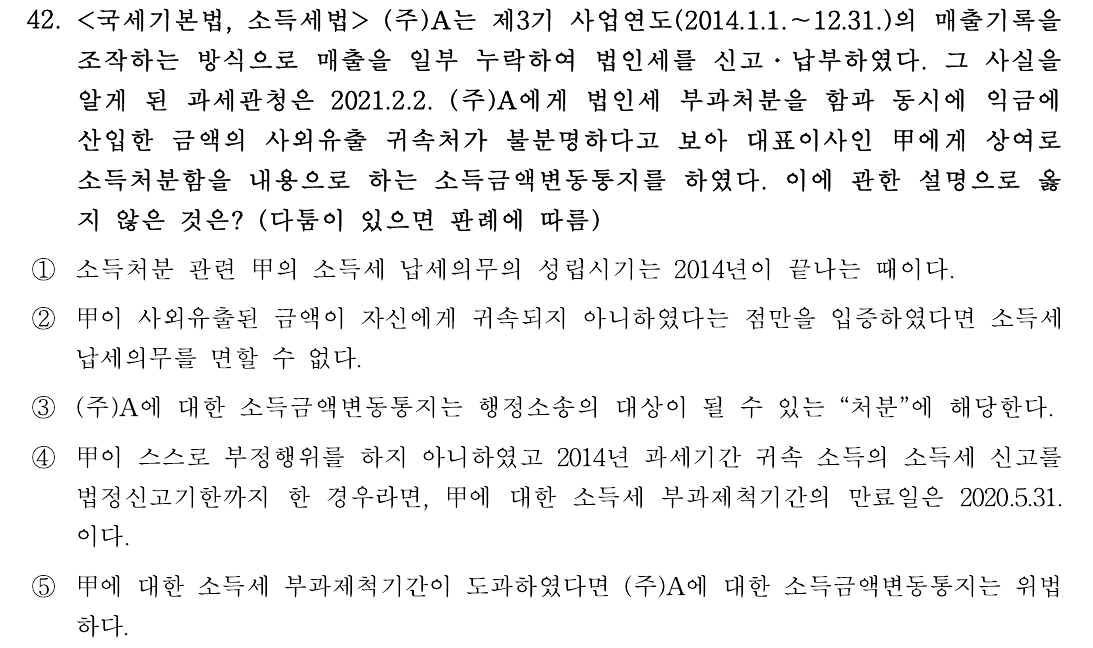 42. <국세기본법, 소득세법> (주)A는 제3기 사업연도(2014.1.1.~12.31.)의 매출기록을
조작하는 방식으로 매출을 일부 누락하여 법인세를 신고·납부하였다. 그 사실을
알게 된 과세관청은 2021.2.2. (주)A에게 법인세 부과처분을 함과 동시에 익금에
산입한 금액의 사외유출 귀속처가 불분명하다고 보아 대표이사인 甲에게 상여로
소득처분함을 내용으로 하는 소득금액변동통지를 하였다. 이에 관한 설명으로 옳
지 않은 것은? (다툼이 있으면 판례에 따름)
① 소득처분 관련 甲의 소득세 납세의무의 성립시기는 2014년이 끝나는 때이다.
② 甲이 사외유출된 금액이 자신에게 귀속되지 아니하였다는 점만을 입증하였다면 소득세
납세의무를 면할 수 없다.
③ (주)A에 대한 소득금액변동통지는 행정소송의 대상이 될 수 있는 “처분”에 해당한다.
④ 甲이 스스로 부정행위를 하지 아니하였고 2014년 과세기간 귀속 소득의 소득세 신고를
법정신고기한까지 한 경우라면, 甲에 대한 소득세 부과제척기간의 만료일은 2020.5.31.
이다.
⑤ 甲에 대한 소득세 부과제척기간이 도과하였다면 (주)A에 대한 소득금액변동통지는 위법
하다.